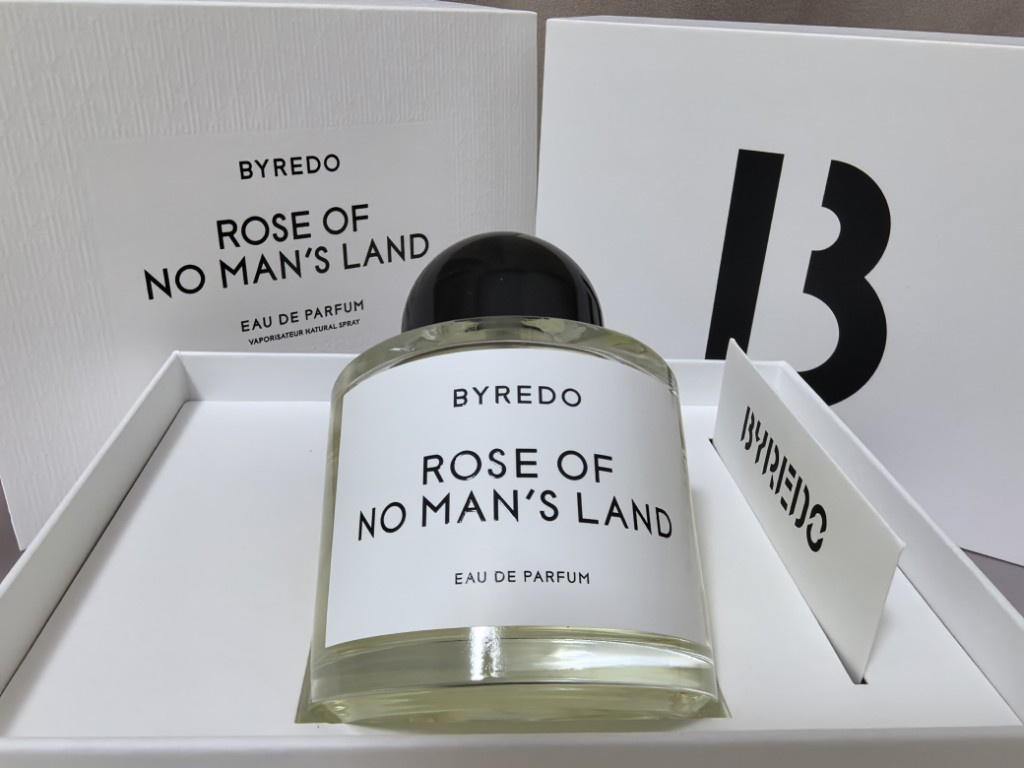 BYREDO
ROSE OF
NO MAN'S LAND
EAU DE PARFUM
VAPORISATEUR NATURAL SPRAY
B
BYREDO
ROSE OF
NO MAN'S LAND
EAU DE PARFUM
BYREDO